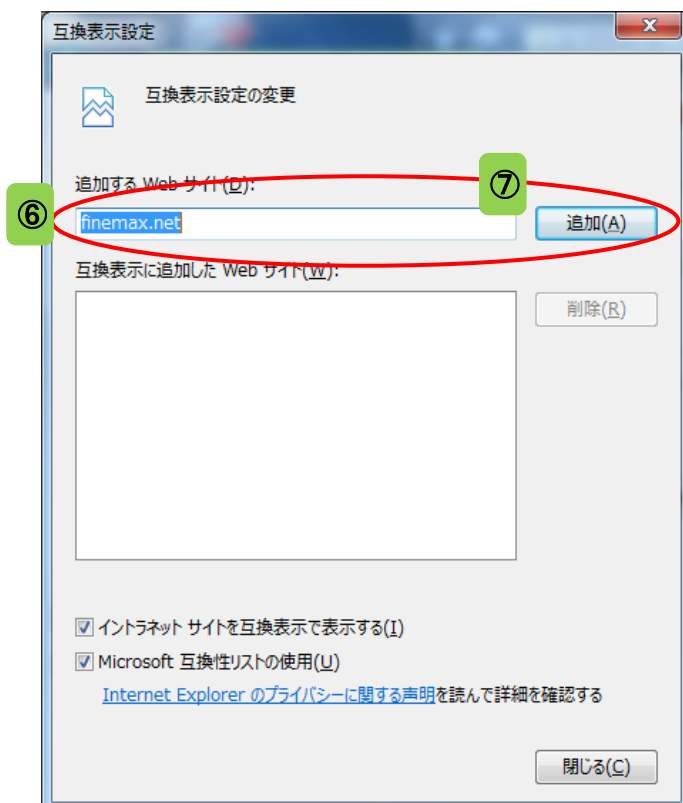 互換表示設定
互換表示設定の変更
追加する Web サイト(D):
⑦
⑥
finemax.net
追加(A)
互換表示に追加した Web サイト(W):
削除(R)
イントラネット サイトを互換表示で表示する(I)
Microsoft 互換性リストの使用(U)
Internet Explorer のプライバシーに関する声明を読んで詳細を確認する
閉じる(C)